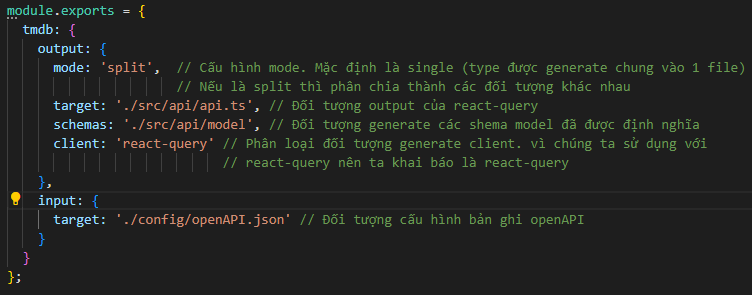 module.exports = {
tmdb: {
output: {
mode: 'split', // Cấu hình mode. Mặc định là single (type được generate chung vào 1 file)
// Nếu là split thì phân chia thành các đối tượng khác nhau
target: './src/api/api.ts', // Đối tượng output của react-query
schemas: './src/api/model', // Đối tượng generate các shema model đã được định nghĩa
client: 'react-query' // Phân loại đối tượng generate client. vì chúng ta sử dụng với
// react-query nên ta khai báo là react-query
},
input: {
target: './config/openAPI.json' // Đối tượng cấu hình bản ghi openAPI
}
}
};